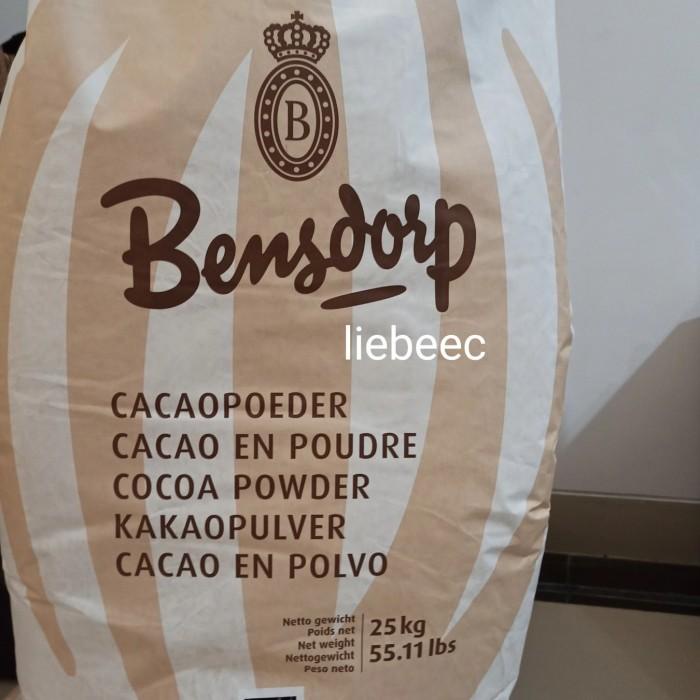 B
Bensdorp
liebeec
CACAOPOEDER
CACAO EN POUDRE
COCOA POWDER
KAKAOPULVER
CACAO EN POLVO
Netto gewicht
Poids net
Net weight
Nettogewicht
Peso neto
25 kg
55.11 lbs